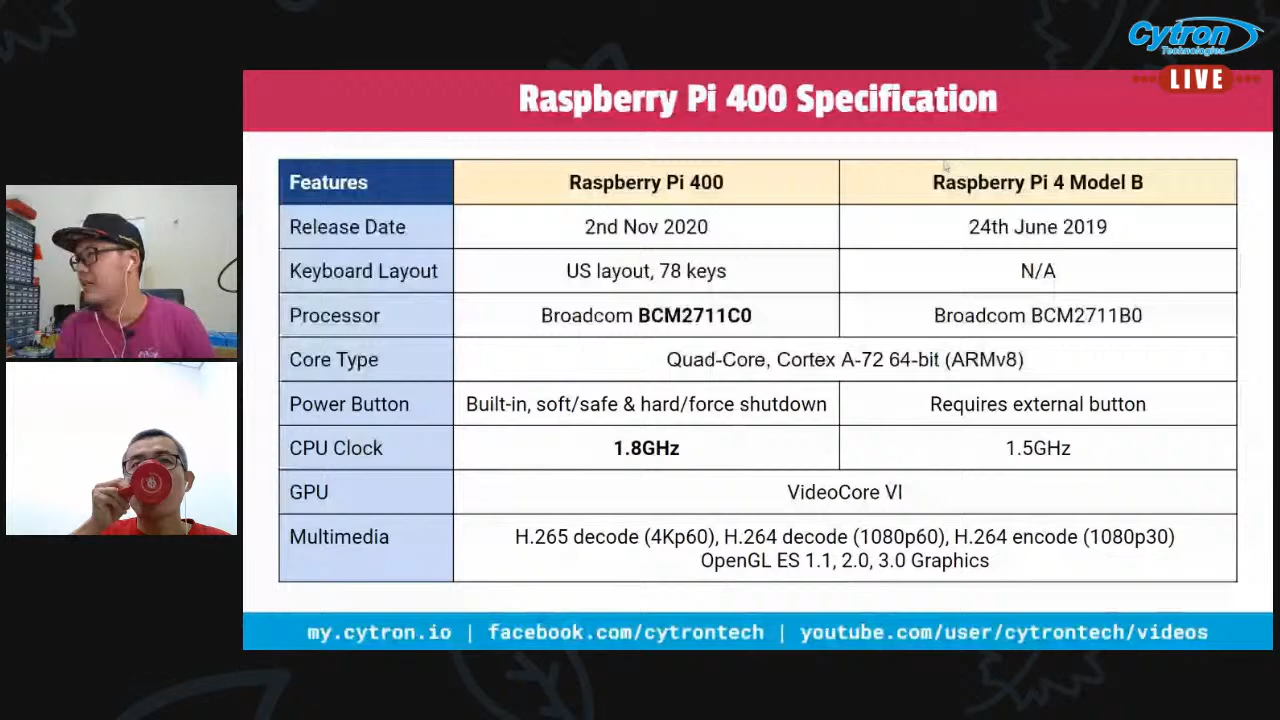 Cytron
Technologies
LIVE
Raspberry Pi 400 Specification
Features Raspberry Pi 400 Raspberry Pi 4 Model B
Release Date 2nd Nov 2020 24th June 2019
Keyboard Layout US layout, 78 keys N/A
Processor Broadcom BCM2711C0 Broadcom BCM2711B0
Core Type Quad-Core, Cortex A-72 64-bit (ARMv8)
Power Button Built-in, soft/safe & hard/force shutdown Requires external button
CPU Clock 1.8GHz 1.5GHz
GPU VideoCore VI
Multimedia H.265 decode (4Kp60), H.264 decode (1080p60), H.264 encode (1080p30)
OpenGL ES 1.1, 2.0, 3.0 Graphics
my.cytron.io | facebook.com/cytrontech | youtube.com/user/cytrontech/videos